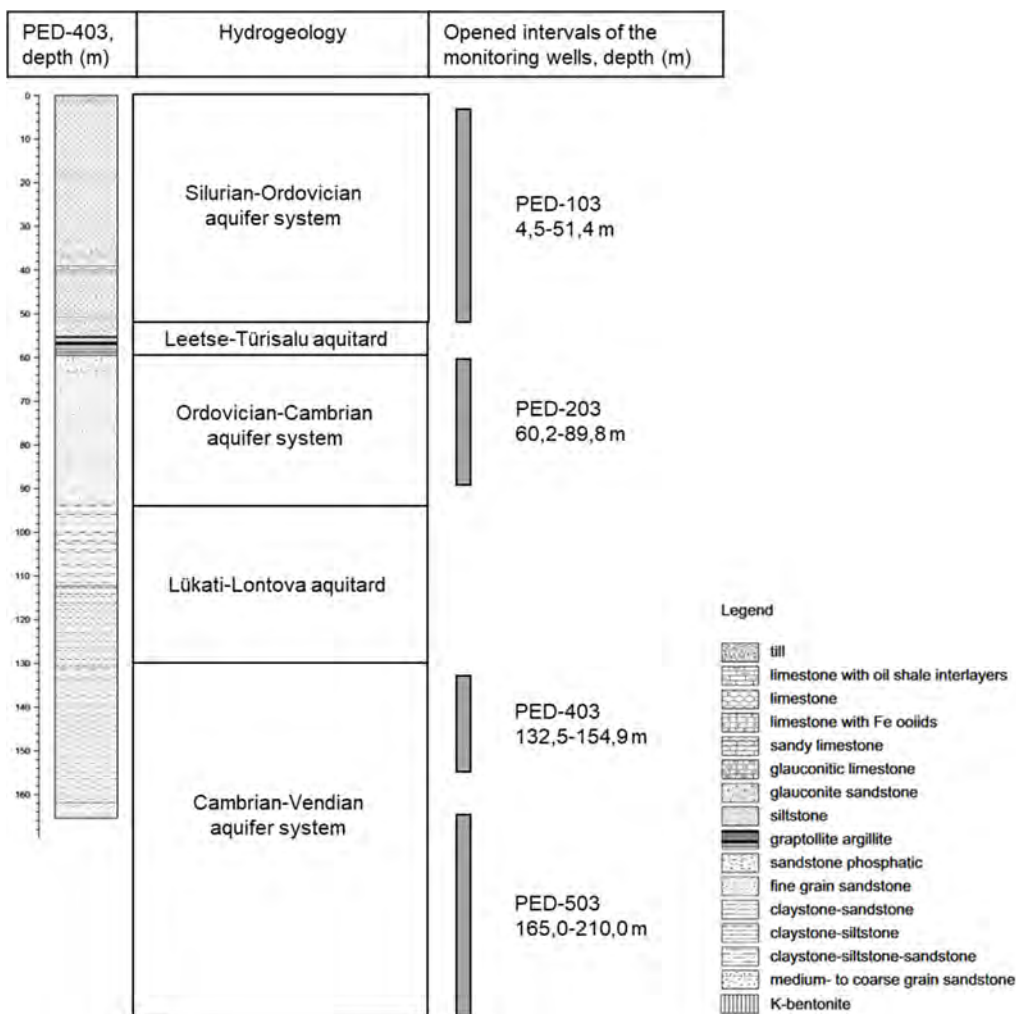 PED-403,
depth (m)
Hydrogeology
Opened intervals of the
monitoring wells, depth (m)
0
10
20
30
40
50
60
70
80
90
100
110
120
130
140
150
160
Silurian-Ordovician
aquifer system
Leetse-Türisalu aquitard
Ordovician-Cambrian
aquifer system
Lükati-Lontova aquitard
Cambrian-Vendian
aquifer system
PED-103
4,5-51,4 m
PED-203
60,2-89,8 m
PED-403
132,5-154,9 m
PED-503
165,0-210,0 m
Legend
till
limestone with oil shale interlayers
limestone
limestone with Fe ooiids
sandy limestone
glauconitic limestone
glauconite sandstone
siltstone
graptollite argillite
sandstone phosphatic
fine grain sandstone
claystone-sandstone
claystone-siltstone
claystone-siltstone-sandstone
medium- to coarse grain sandstone
K-bentonite